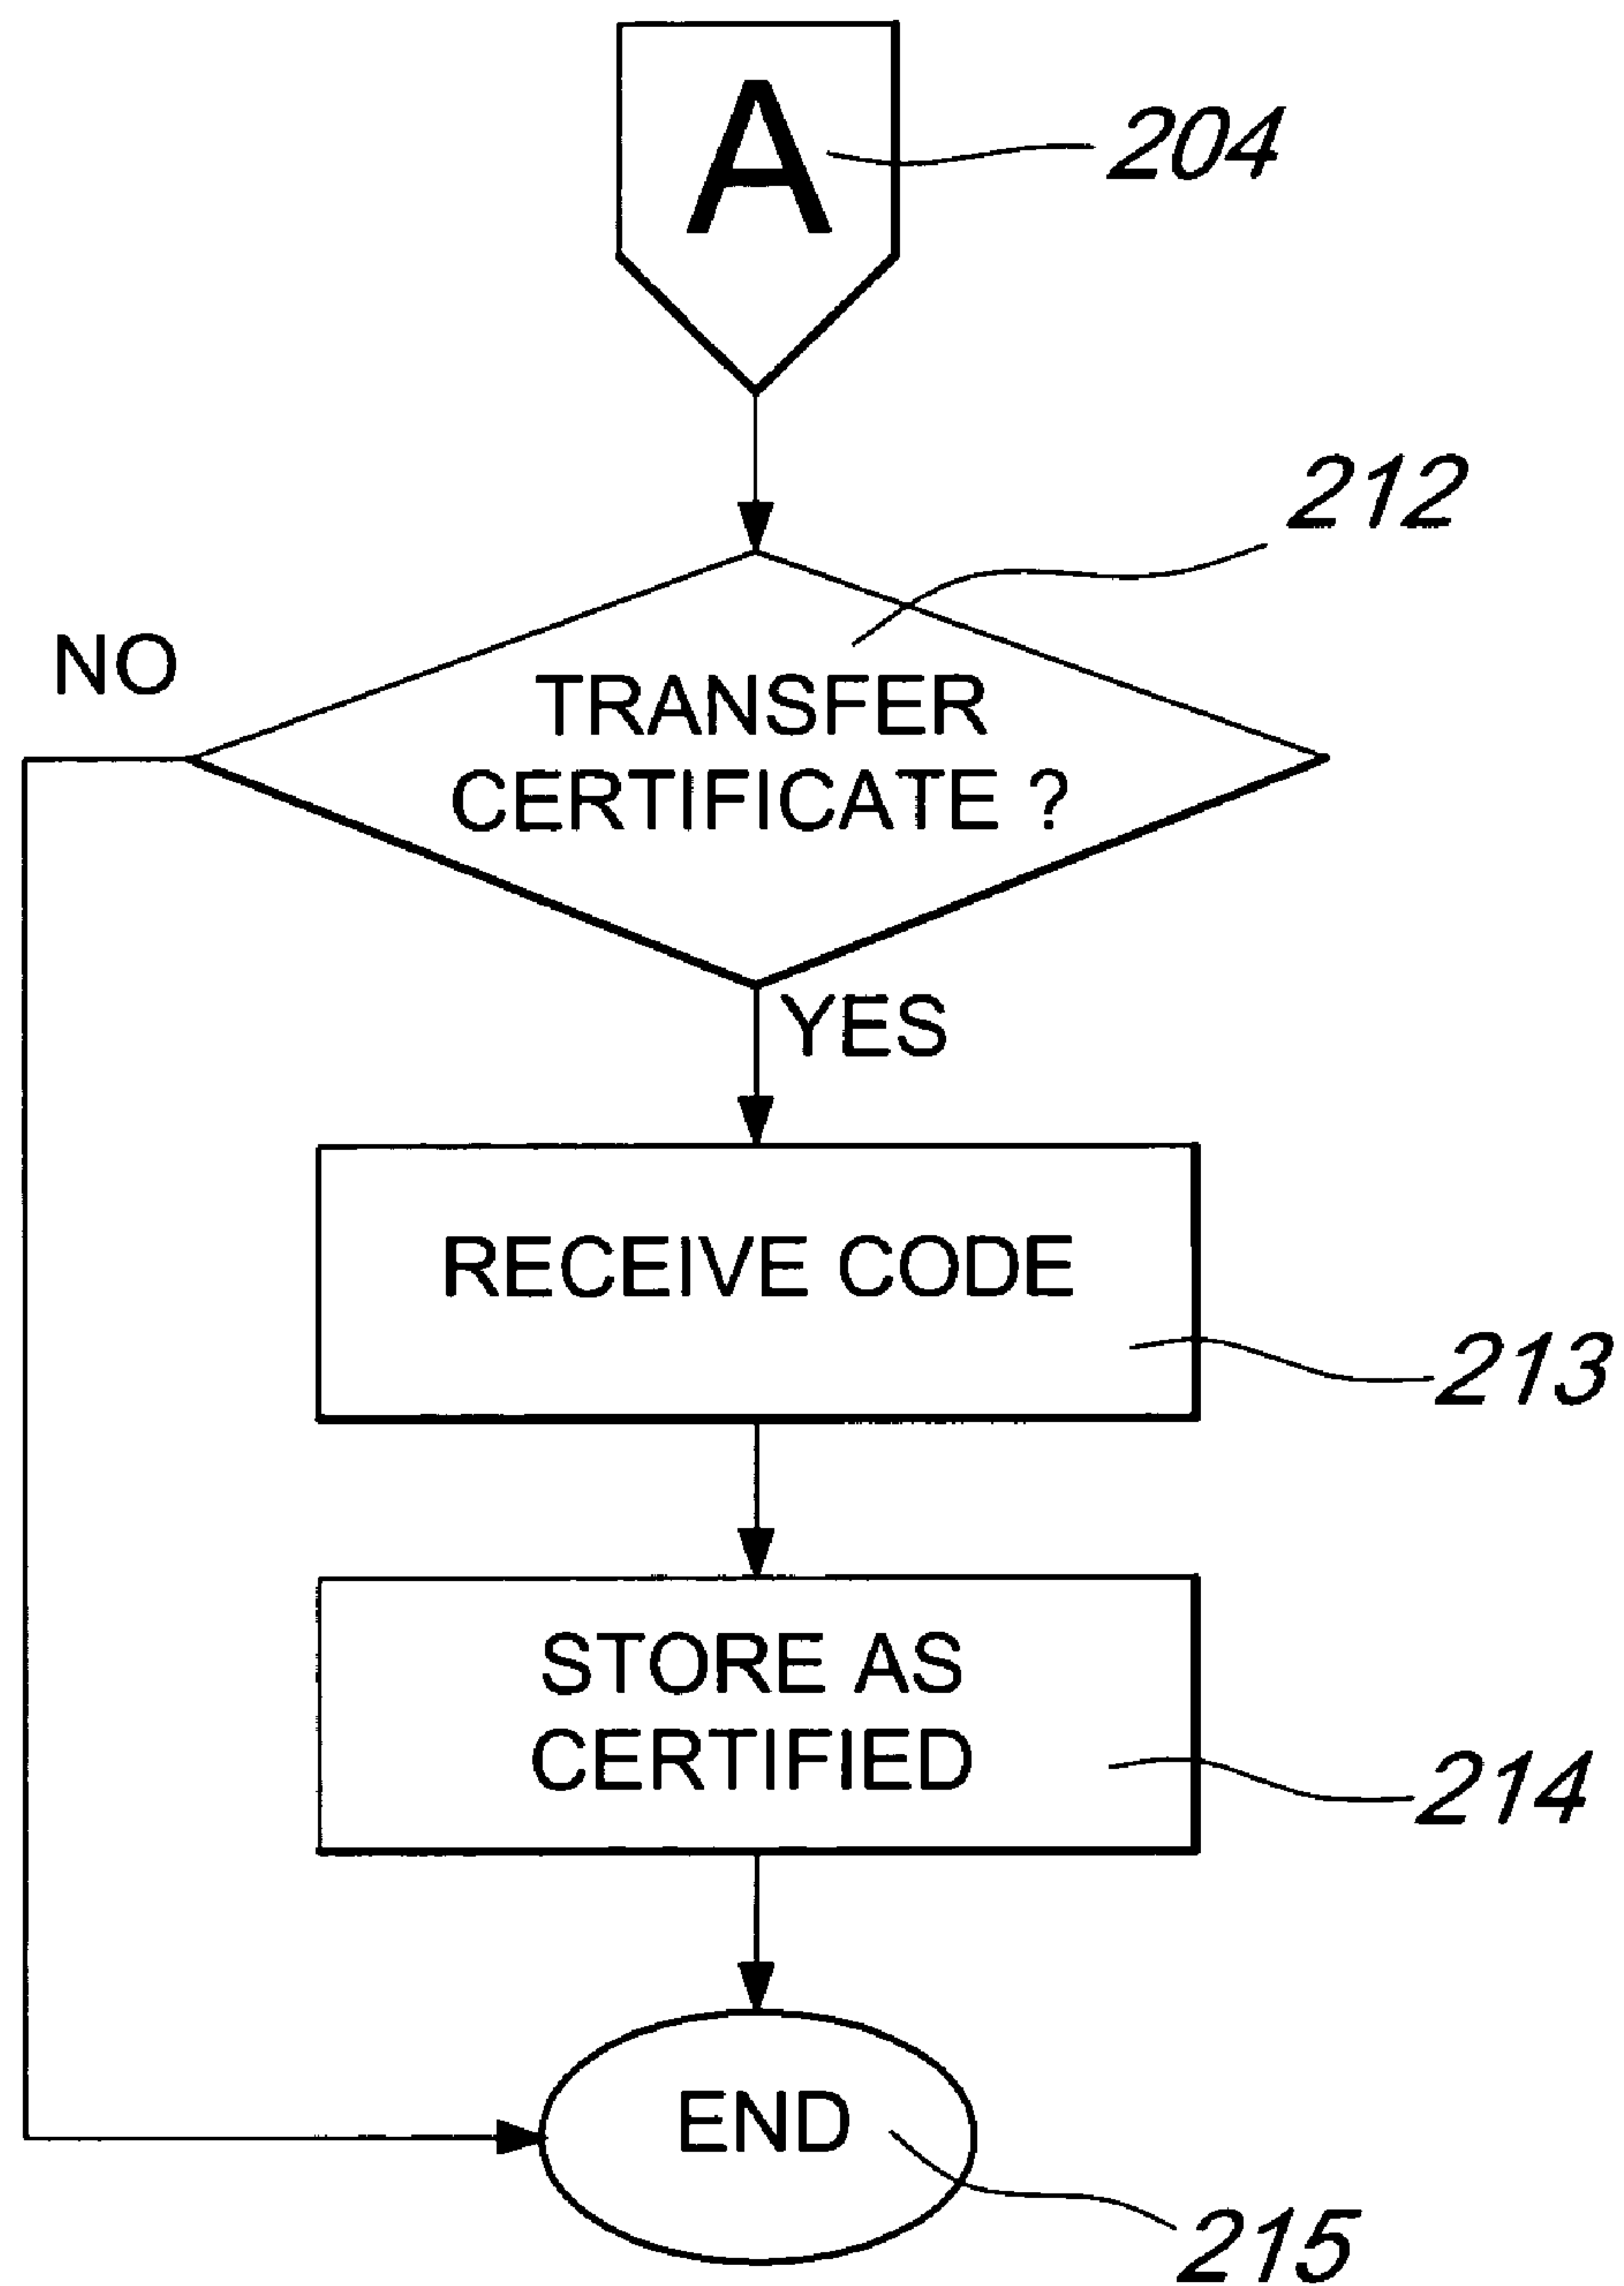 A
204
212
NO
TRANSFER
CERTIFICATE ?
YES
RECEIVE CODE
213
STORE AS
CERTIFIED
214
END
215